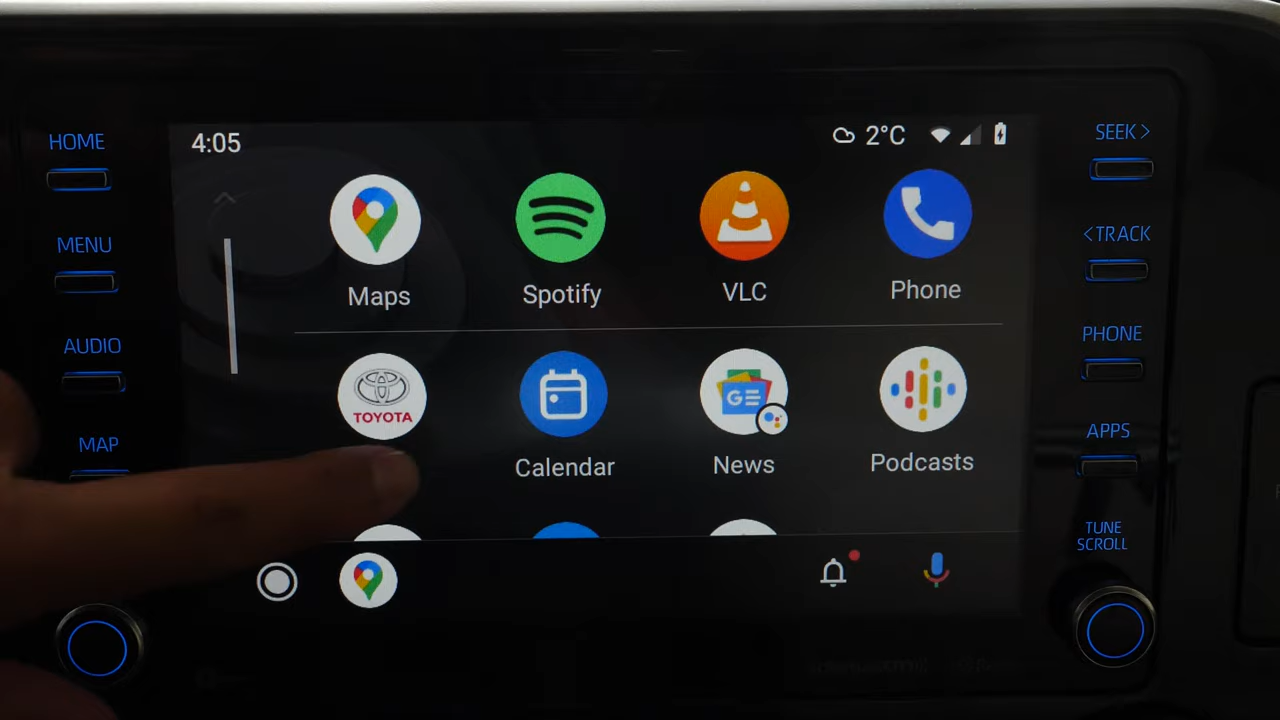 HOME
MENU
AUDIO
MAP
4:05
2°C
Maps
Spotify
VLC
Phone
TOYOTA
Calendar
GE
News
Podcasts
SEEK >
< TRACK
PHONE
APPS
TUNE
SCROLL